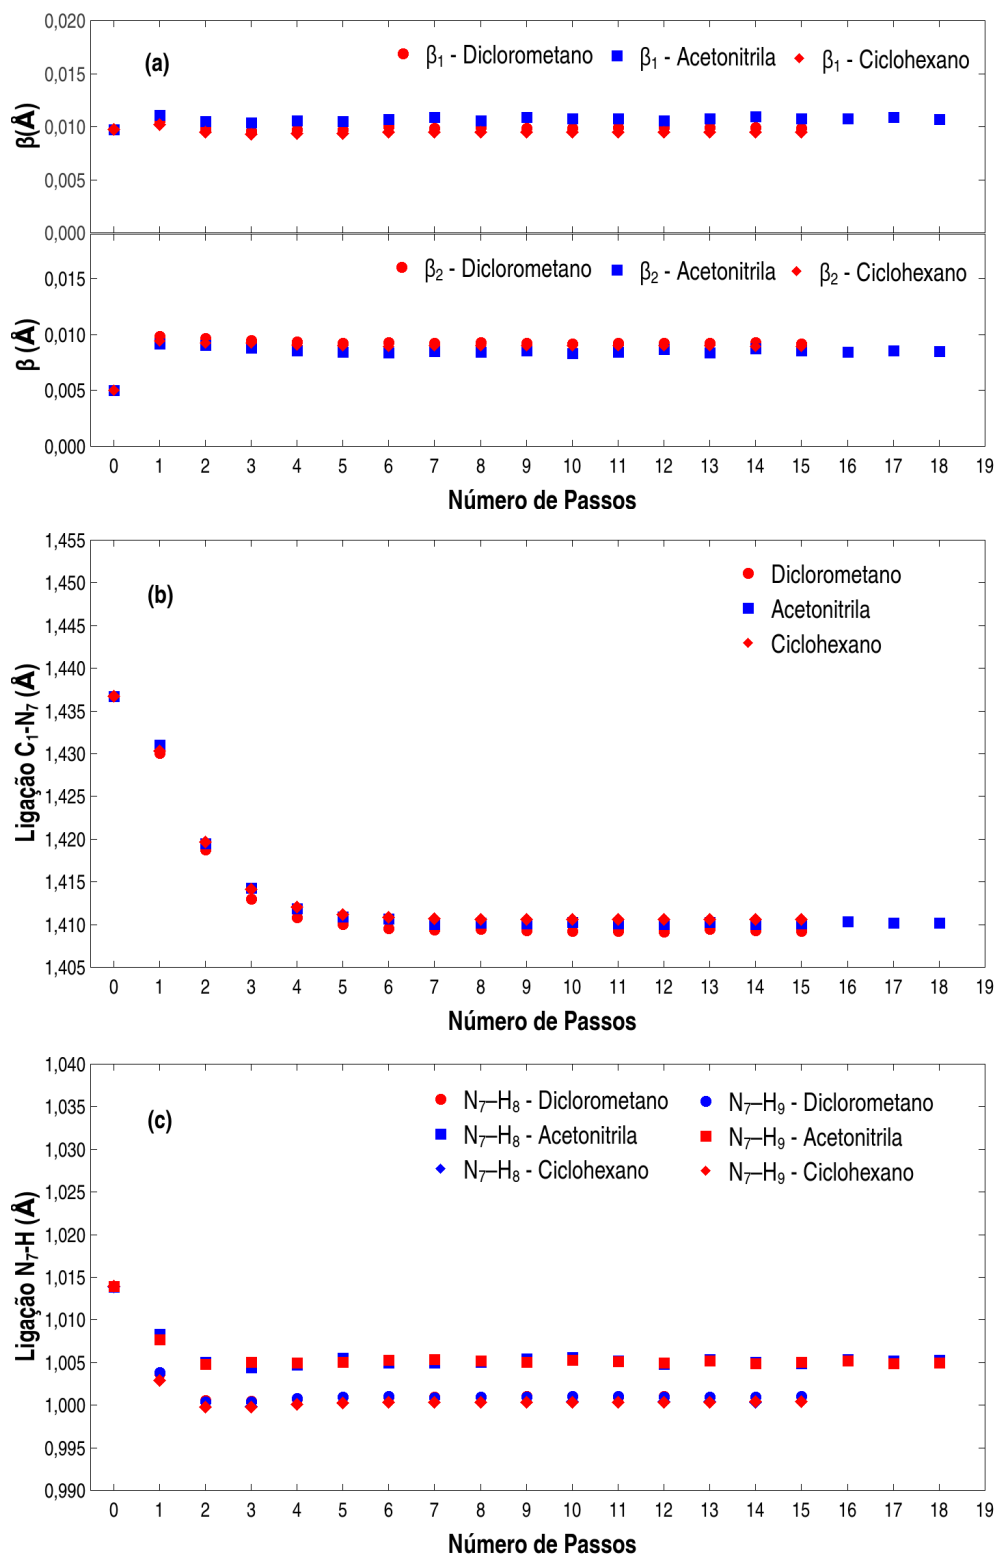 (a)
β1 - Diclorometano β1 - Acetonitrila β1 - Ciclohexano
β(Å)
0,020
0,015
0,010
0,005
0,000
β2 - Diclorometano β2 - Acetonitrila β2 - Ciclohexano
β (Å)
0,015
0,010
0,005
0,000
0 1 2 3 4 5 6 7 8 9 10 11 12 13 14 15 16 17 18 19
Número de Passos
(b)
Diclorometano
Acetonitrila
Ciclohexano
Ligação C1-N7 (Å)
1,455
1,450
1,445
1,440
1,435
1,430
1,425
1,420
1,415
1,410
1,405
0 1 2 3 4 5 6 7 8 9 10 11 12 13 14 15 16 17 18 19
Número de Passos
(c)
N7–H8 - Diclorometano N7–H9 - Diclorometano
N7–H8 - Acetonitrila N7–H9 - Acetonitrila
N7–H8 - Ciclohexano N7–H9 - Ciclohexano
Ligação N7-H (Å)
1,040
1,035
1,030
1,025
1,020
1,015
1,010
1,005
1,000
0,995
0,990
0 1 2 3 4 5 6 7 8 9 10 11 12 13 14 15 16 17 18 19
Número de Passos